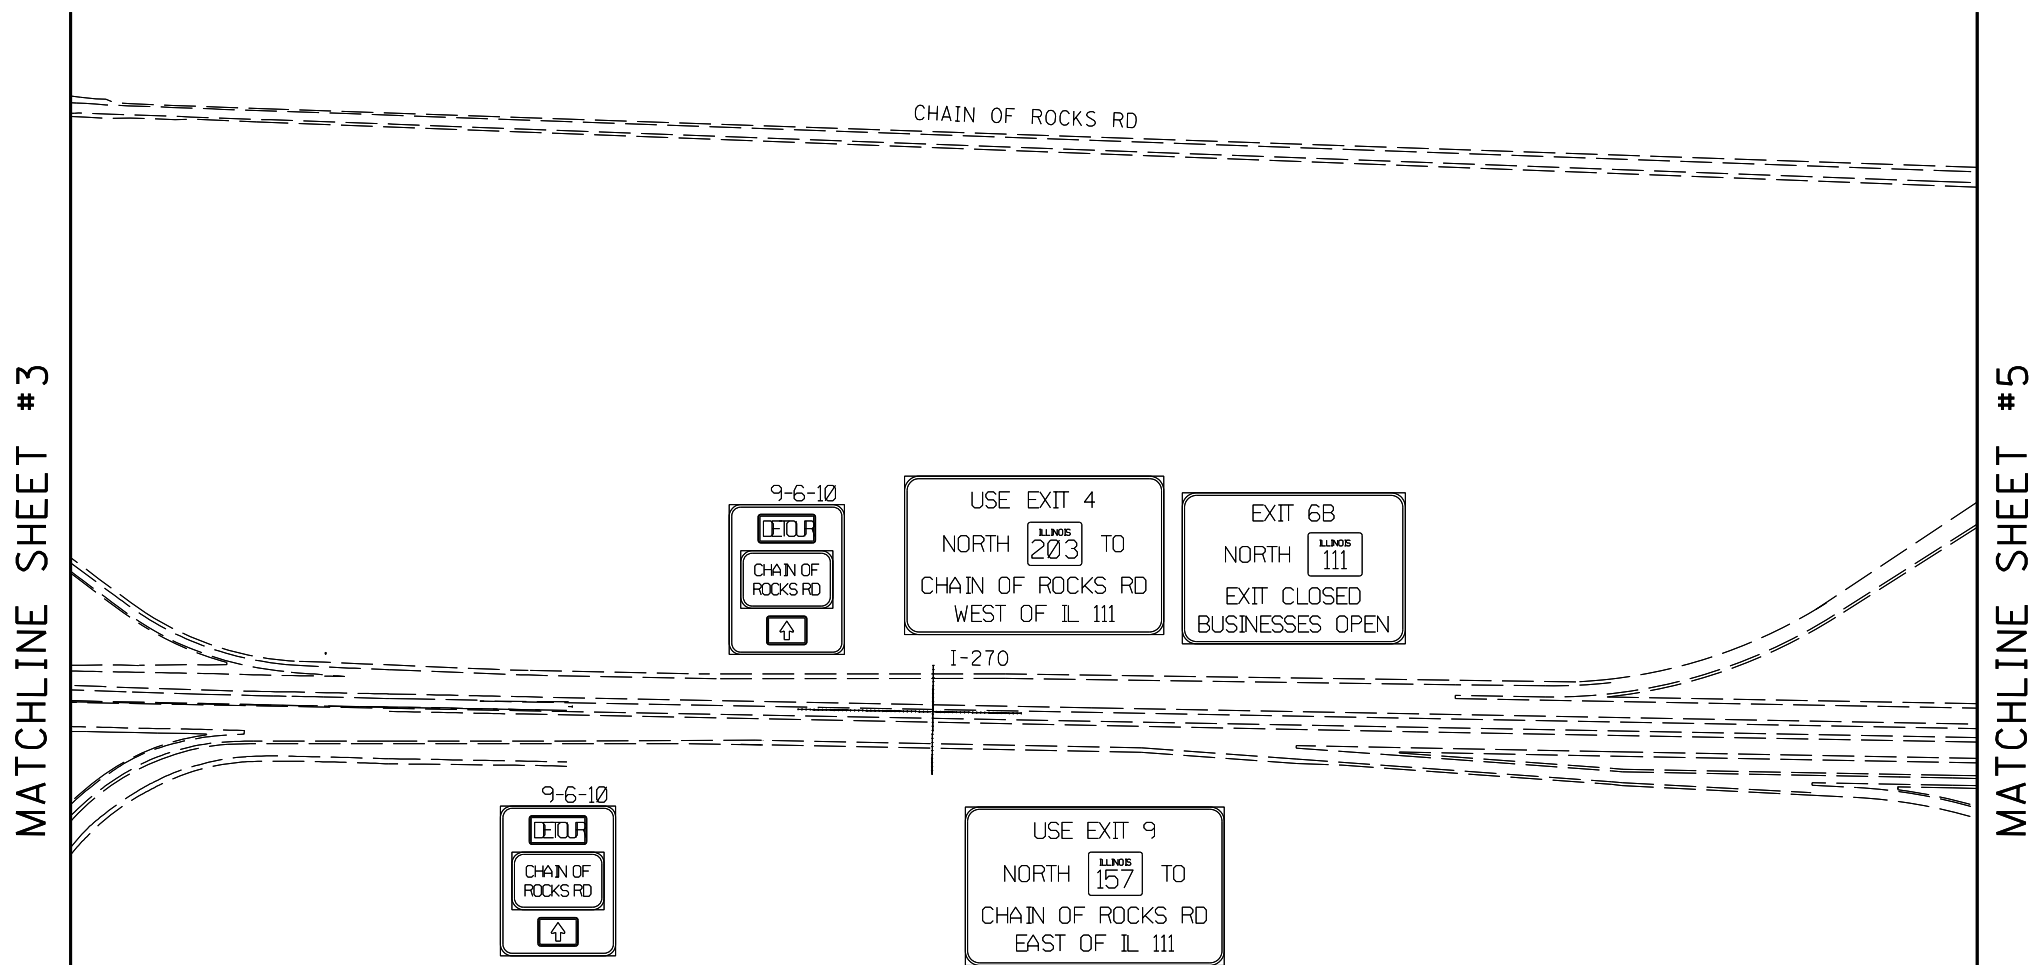 CHAIN OF ROCKS RD
MATCHLINE SHEET #3
MATCHLINE SHEET #5
9-6-10
DETOUR
CHAIN OF
ROCKS RD
USE EXIT 4
NORTH ILLINOIS 203 TO
CHAIN OF ROCKS RD
WEST OF IL 111
EXIT 6B
NORTH ILLINOIS 111
EXIT CLOSED
BUSINESSES OPEN
I-270
9-6-10
DETOUR
CHAIN OF
ROCKS RD
USE EXIT 9
NORTH ILLINOIS 157 TO
CHAIN OF ROCKS RD
EAST OF IL 111